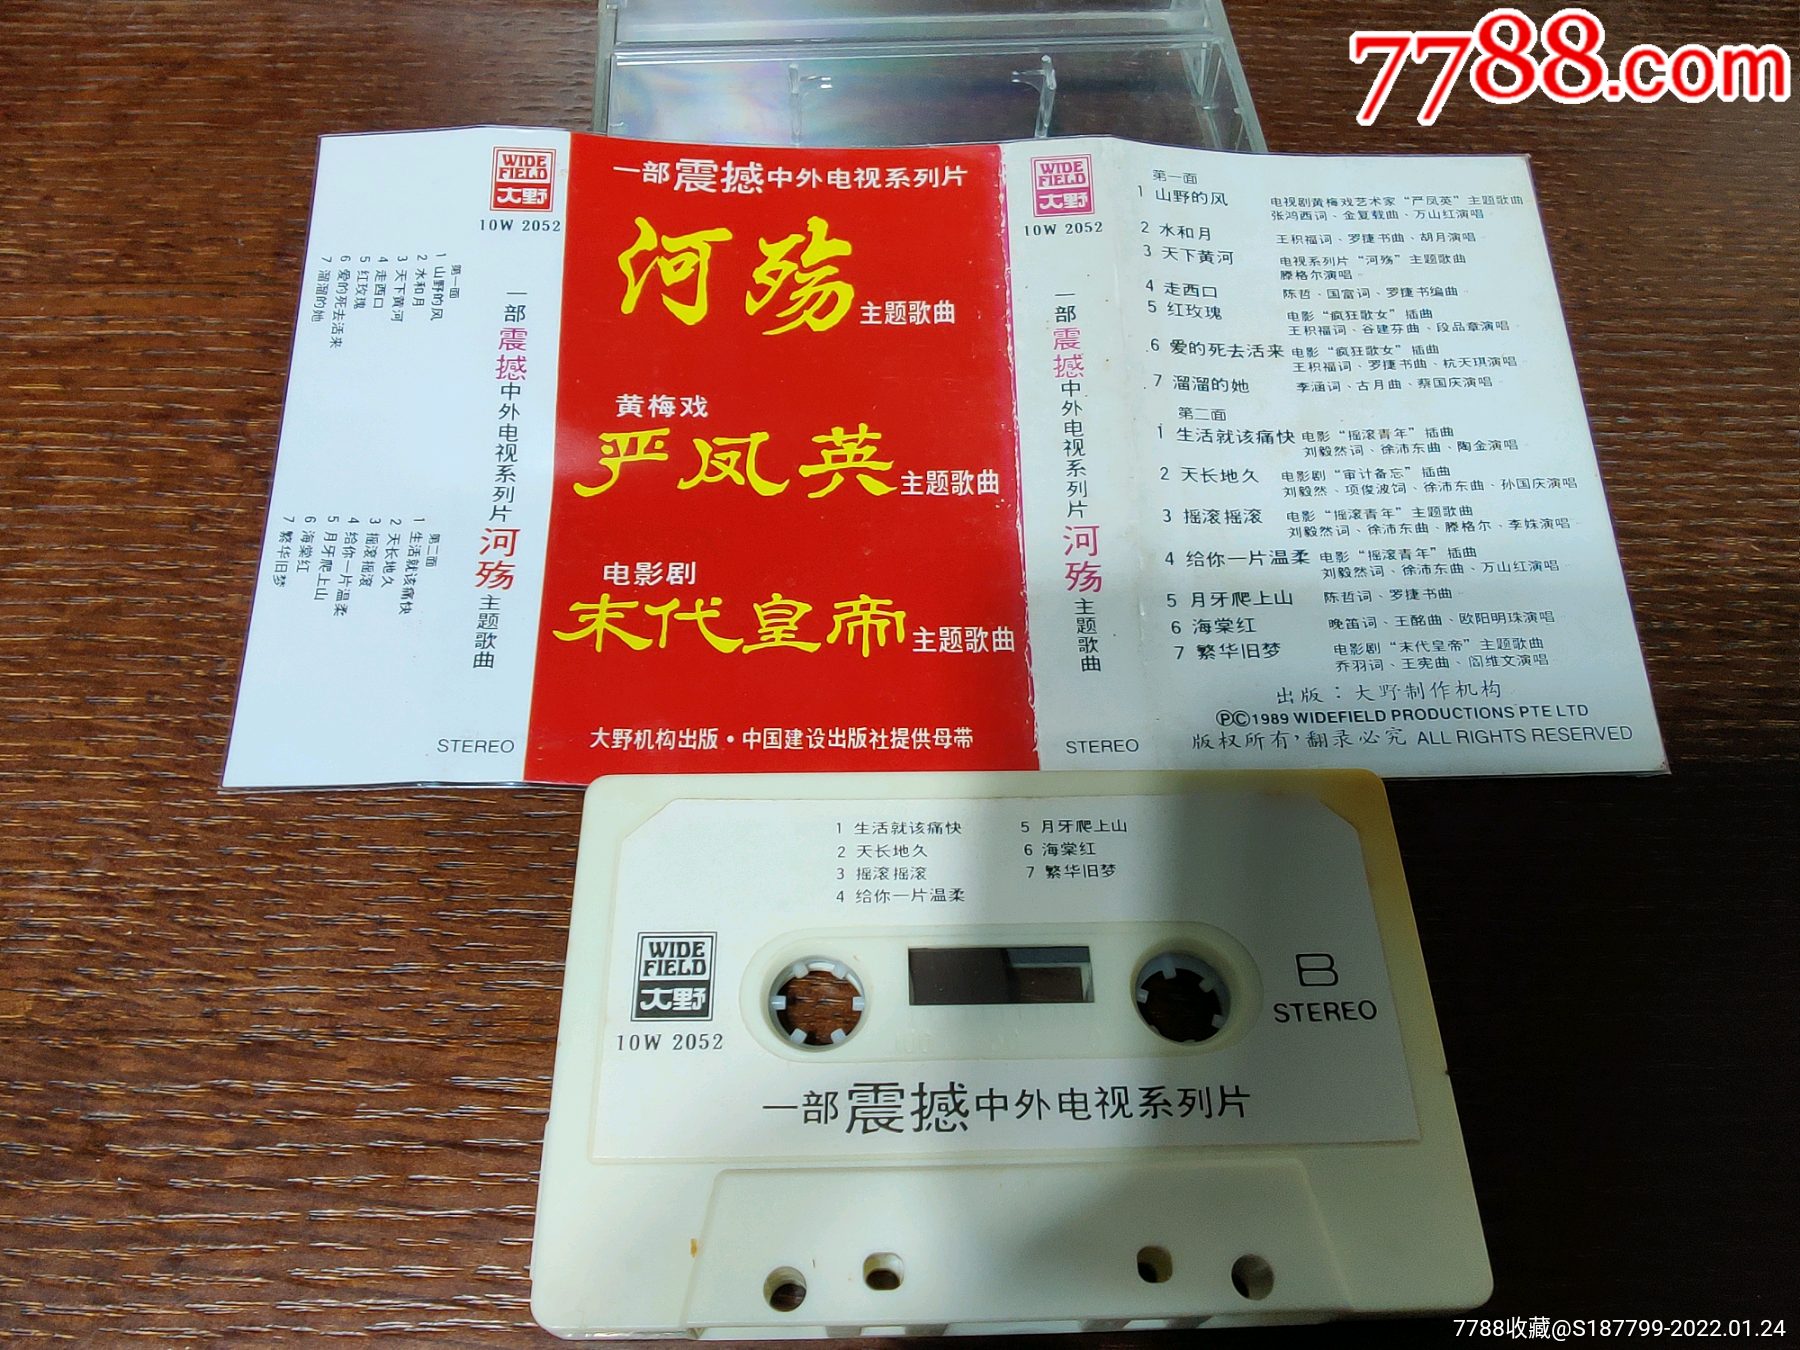 7788.com
WIDE
FIELD
大野
10W 2052
第一面
1 山野的风
2 水和月
3 天下黄河
4 走西口
5 红玫瑰
6 爱的死去活来
7 溜溜的她
第二面
1 生活就该痛快
2 天长地久
3 摇滚摇滚
4 给你一片温柔
5 月牙爬上山
6 海棠红
7 繁华旧梦
一部震撼中外电视系列片河殇主题歌曲
STEREO
一部震撼中外电视系列片
河殇主题歌曲
黄梅戏
严凤英主题歌曲
电影剧
末代皇帝主题歌曲
大野机构出版·中国建设出版社提供母带
WIDE
FIELD
大野
10W 2052
一部震撼中外电视系列片河殇主题歌曲
STEREO
第一面
1 山野的风 电视剧黄梅戏艺术家“严凤英”主题歌曲
张鸿西词、金复载曲、万山红演唱
2 水和月 王积福词、罗捷书曲、胡月演唱
3 天下黄河 电视系列片“河殇”主题歌曲
滕格尔演唱
4 走西口 陈哲、国富词、罗捷书编曲
5 红玫瑰 电影“疯狂歌女”插曲
王积福词、谷建芬曲、段品章演唱
6 爱的死去活来 电影“疯狂歌女”插曲
王积福词、罗捷书曲、杭天琪演唱
7 溜溜的她 李涵词、古月曲、蔡国庆演唱
第二面
1 生活就该痛快 电影“摇滚青年”插曲
刘毅然词、徐沛东曲、陶金演唱
2 天长地久 电影剧“审计备忘”插曲
刘毅然、项俊波词、徐沛东曲、孙国庆演唱
3 摇滚摇滚 电影“摇滚青年”主题歌曲
刘毅然词、徐沛东曲、滕格尔、李姝演唱
4 给你一片温柔 电影“摇滚青年”插曲
刘毅然词、徐沛东曲、万山红演唱
5 月牙爬上山 陈哲词、罗捷书曲
6 海棠红 晚笛词、王酩曲、欧阳明珠演唱
7 繁华旧梦 电影剧“末代皇帝”主题歌曲
乔羽词、王宪曲、阎维文演唱
出版：大野制作机构
ⓅⒸ1989 WIDEFIELD PRODUCTIONS PTE LTD
版权所有，翻录必究 ALL RIGHTS RESERVED
1 生活就该痛快
2 天长地久
3 摇滚摇滚
4 给你一片温柔
5 月牙爬上山
6 海棠红
7 繁华旧梦
WIDE
FIELD
大野
10W 2052
B
STEREO
一部震撼中外电视系列片
7788收藏@S187799-2022.01.24